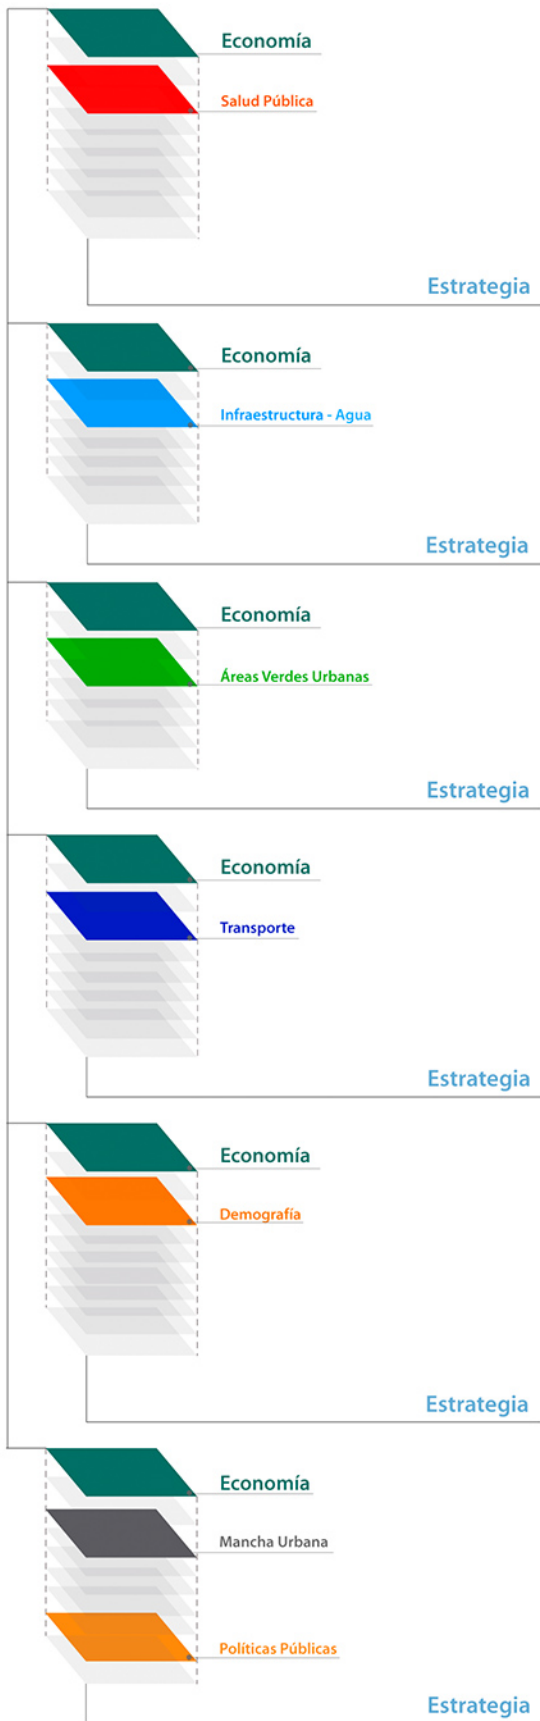 Economía
Salud Pública
Estrategia
Economía
Infraestructura - Agua
Estrategia
Economía
Áreas Verdes Urbanas
Estrategia
Economía
Transporte
Estrategia
Economía
Demografía
Estrategia
Economía
Mancha Urbana
Políticas Públicas
Estrategia